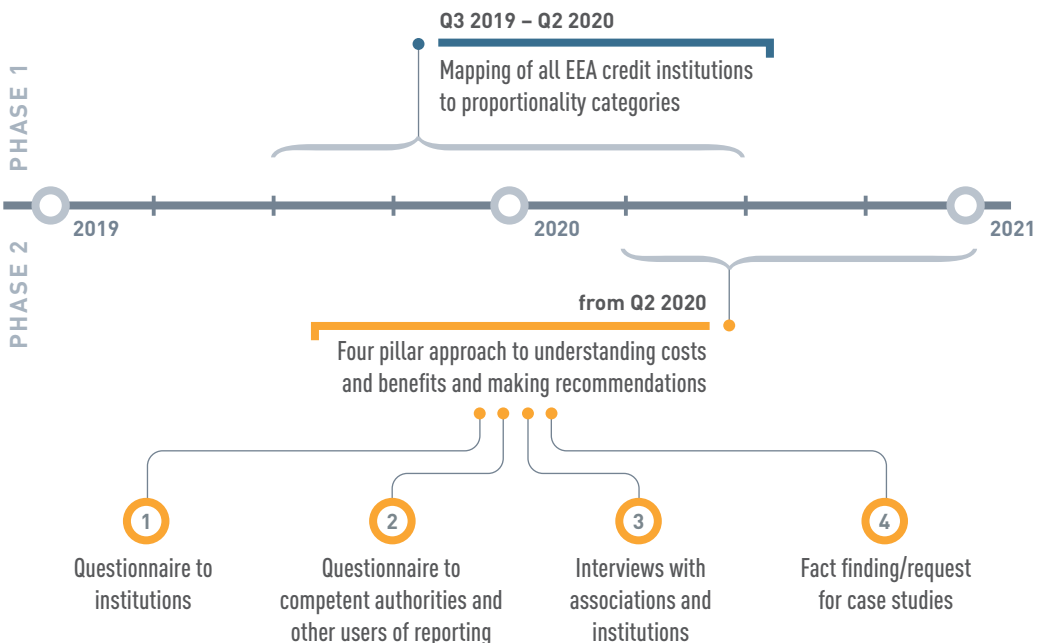 Q3 2019 – Q2 2020
Mapping of all EEA credit institutions
to proportionality categories
PHASE 1
2019
2020
2021
PHASE 2
from Q2 2020
Four pillar approach to understanding costs
and benefits and making recommendations
1
2
3
4
Questionnaire to
institutions
Questionnaire to
competent authorities and
other users of reporting
Interviews with
associations and
institutions
Fact finding/request
for case studies